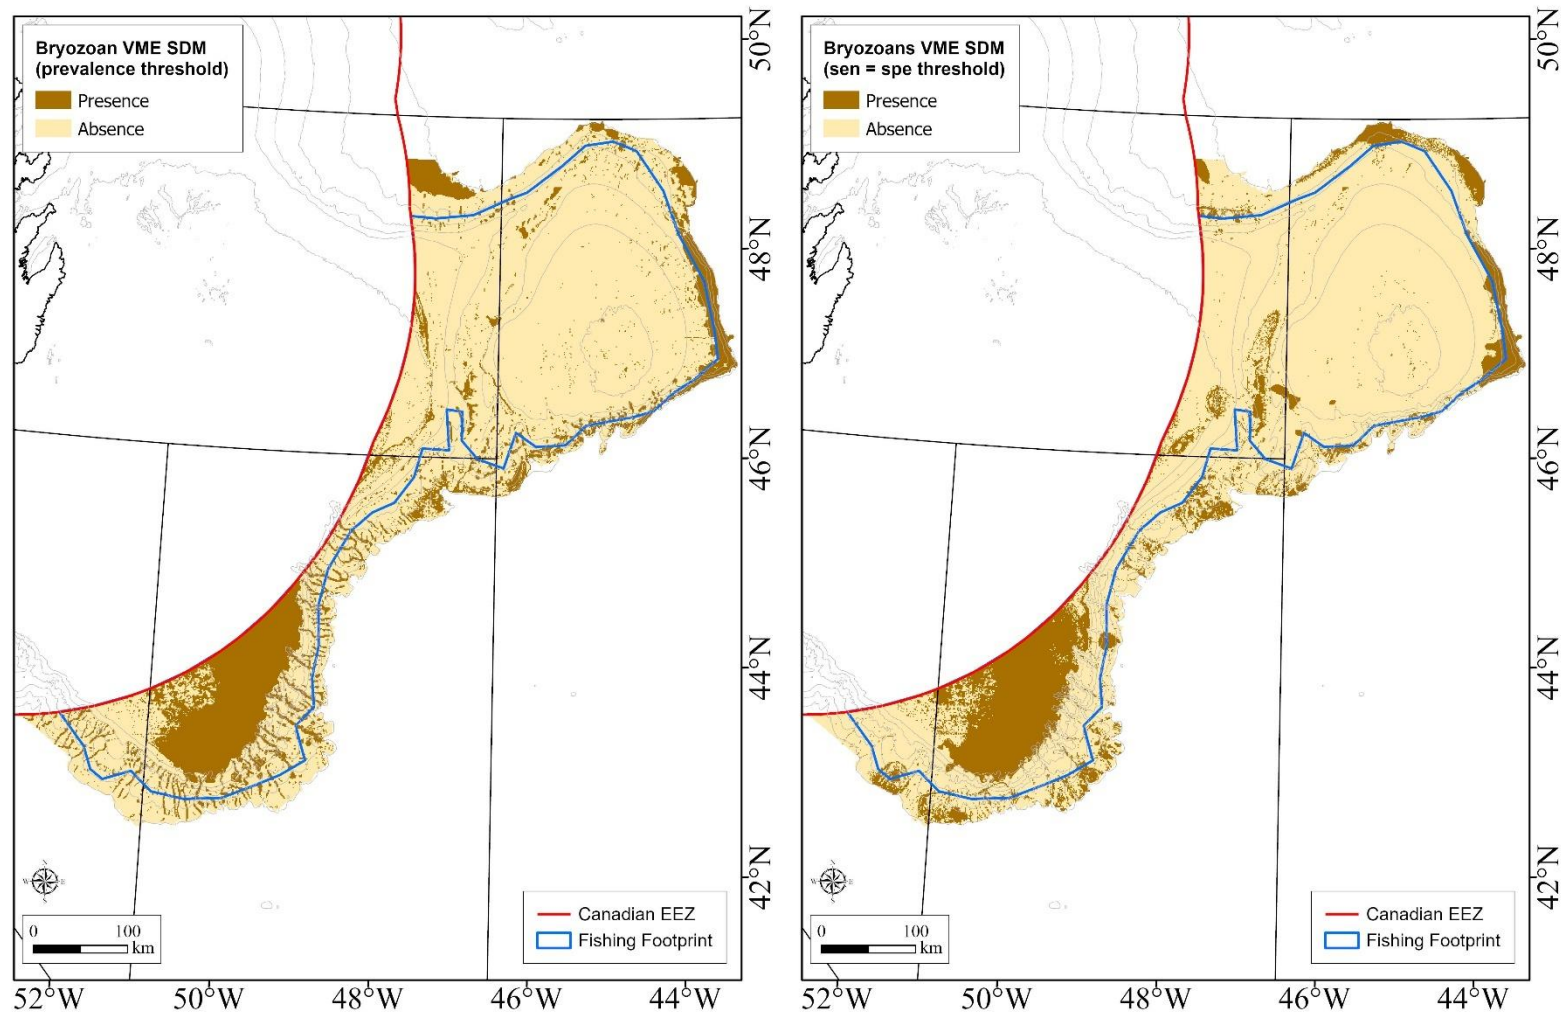 Bryozoan VME SDM
(prevalence threshold)
Presence
Absence
N
W
E
S
0 100
km
Canadian EEZ
Fishing Footprint
50°N
48°N
46°N
44°N
42°N
52°W 50°W 48°W 46°W 44°W
Bryozoans VME SDM
(sen = spe threshold)
Presence
Absence
N
W
E
S
0 100
km
Canadian EEZ
Fishing Footprint
50°N
48°N
46°N
44°N
42°N
52°W 50°W 48°W 46°W 44°W